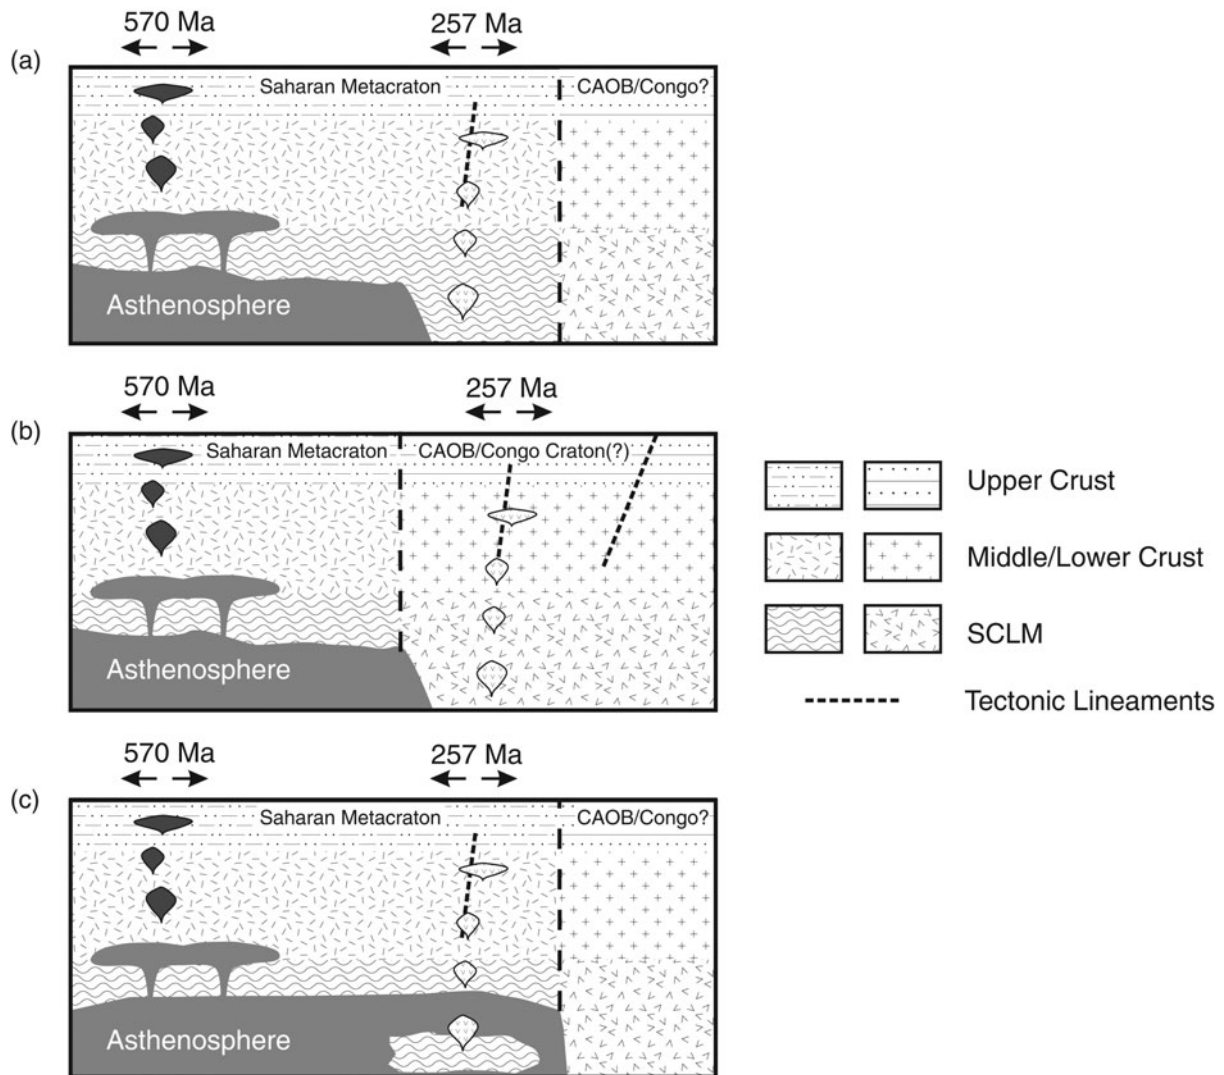 570 Ma
257 Ma
(a)
Saharan Metacraton
CAOB/Congo?
Asthenosphere
570 Ma
257 Ma
(b)
Saharan Metacraton
CAOB/Congo Craton(?)
Asthenosphere
Upper Crust
Middle/Lower Crust
SCLM
Tectonic Lineaments
570 Ma
257 Ma
(c)
Saharan Metacraton
CAOB/Congo?
Asthenosphere